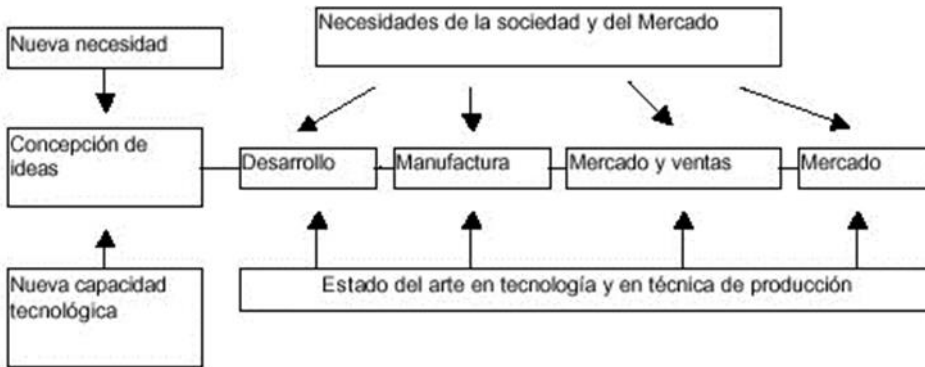 Necesidades de la sociedad y del Mercado
Nueva necesidad
Concepción de
ideas
Desarrollo
Manufactura
Mercado y ventas
Mercado
Nueva capacidad
tecnológica
Estado del arte en tecnología y en técnica de producción